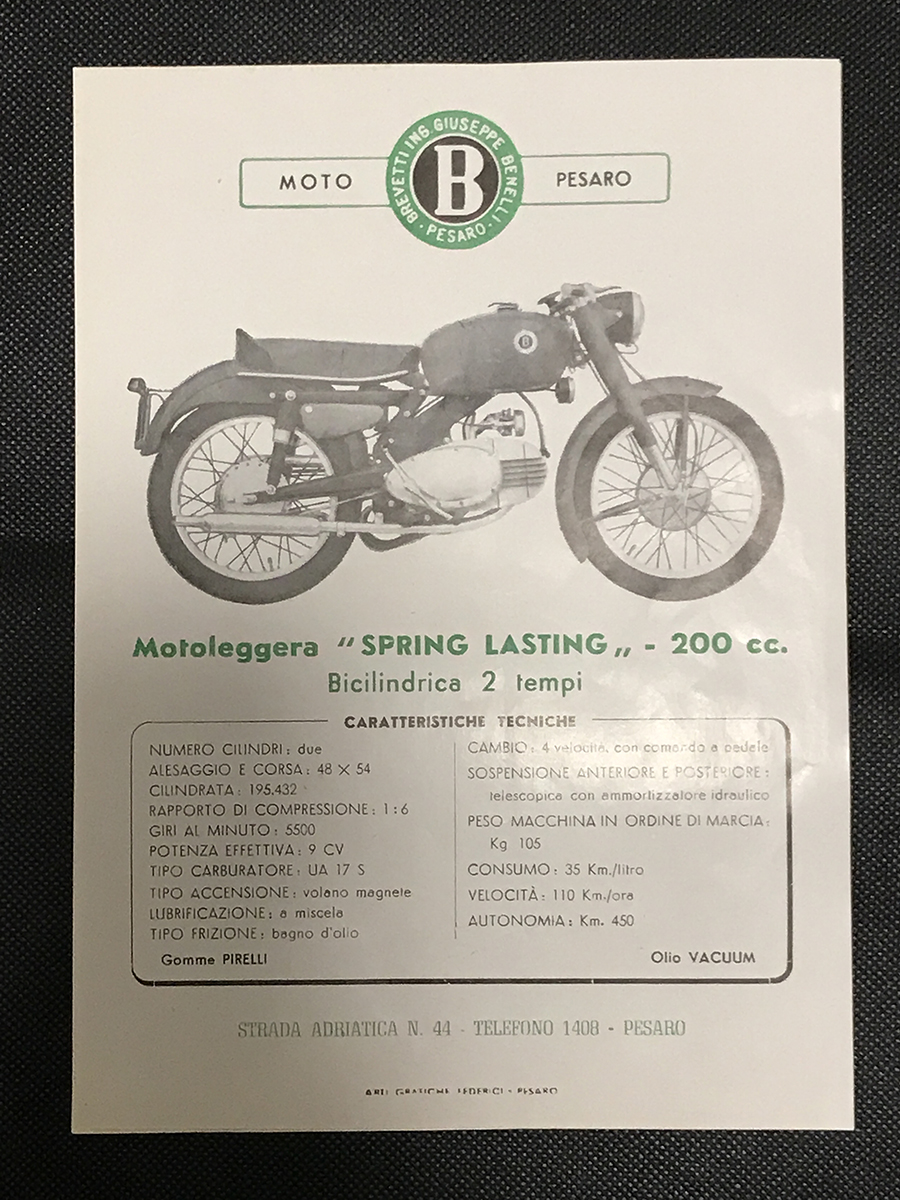 MOTO
BREVETTI ING. GIUSEPPE BENELLI · PESARO ·
B
PESARO
B
Motoleggera "SPRING LASTING„ - 200 cc.
Bicilindrica 2 tempi
CARATTERISTICHE TECNICHE
NUMERO CILINDRI: due
ALESAGGIO E CORSA: 48 X 54
CILINDRATA: 195.432
RAPPORTO DI COMPRESSIONE: 1:6
GIRI AL MINUTO: 5500
POTENZA EFFETTIVA: 9 CV
TIPO CARBURATORE: UA 17 S
TIPO ACCENSIONE: volano magnete
LUBRIFICAZIONE: a miscela
TIPO FRIZIONE: bagno d'olio
Gomme PIRELLI
CAMBIO: 4 velocità, con comando a pedale
SOSPENSIONE ANTERIORE E POSTERIORE:
telescopica con ammortizzatore idraulico
PESO MACCHINA IN ORDINE DI MARCIA:
Kg 105
CONSUMO: 35 Km./litro
VELOCITÀ: 110 Km./ora
AUTONOMIA: Km. 450
Olio VACUUM
STRADA ADRIATICA N. 44 - TELEFONO 1408 - PESARO
ARTI GRAFICHE FEDERICI - PESARO